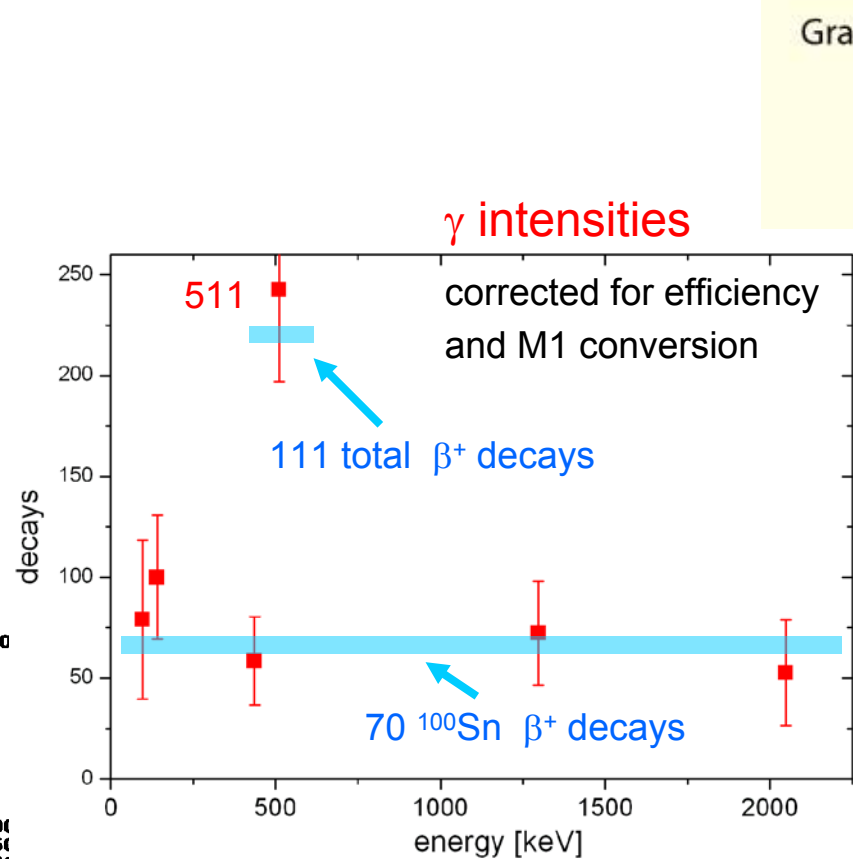 Gra
γ intensities
corrected for efficiency
and M1 conversion
511
111 total β⁺ decays
70 ¹⁰⁰Sn β⁺ decays
decays
250
200
150
100
50
0
0 500 1000 1500 2000
energy [keV]